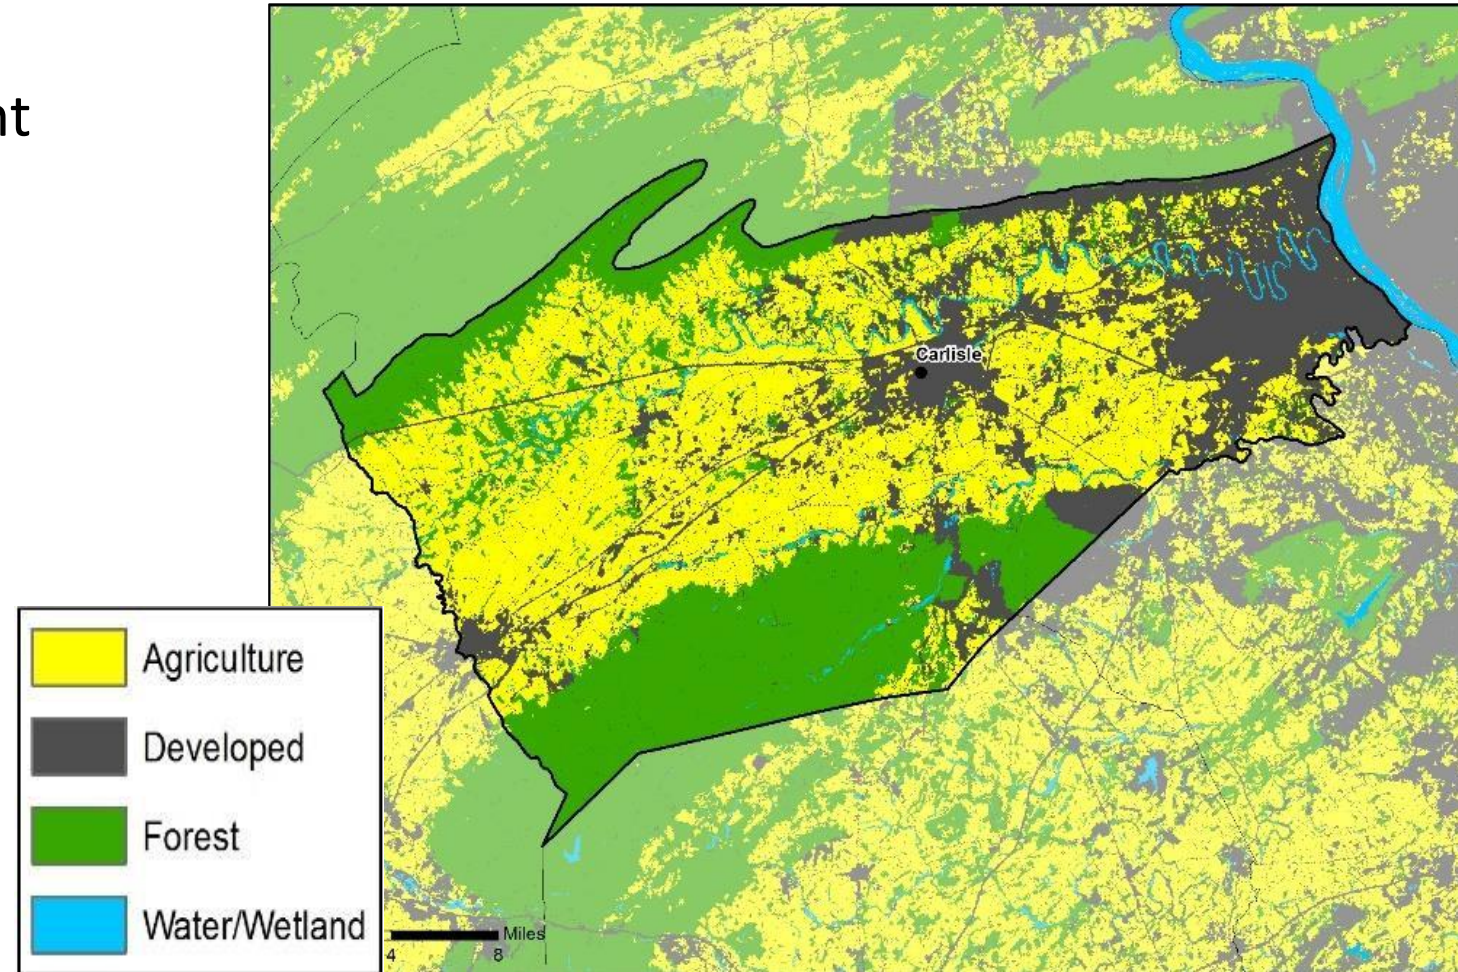 nt
Carlisle
Agriculture
Developed
Forest
Water/Wetland
Miles
4 8